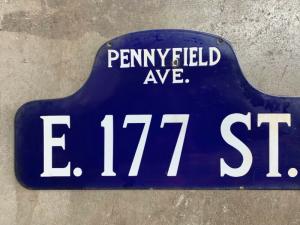 PENNYFIELD
AVE.
E. 177 ST.